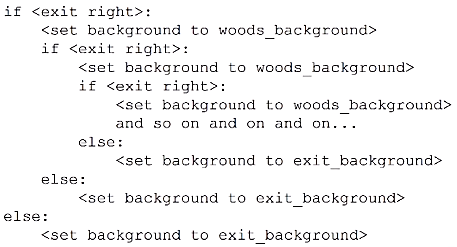 if <exit right>:
    <set background to woods_background>
    if <exit right>:
        <set background to woods_background>
        if <exit right>:
            <set background to woods_background>
            and so on and on and on...
        else:
            <set background to exit_background>
    else:
        <set background to exit_background>
else:
    <set background to exit_background>